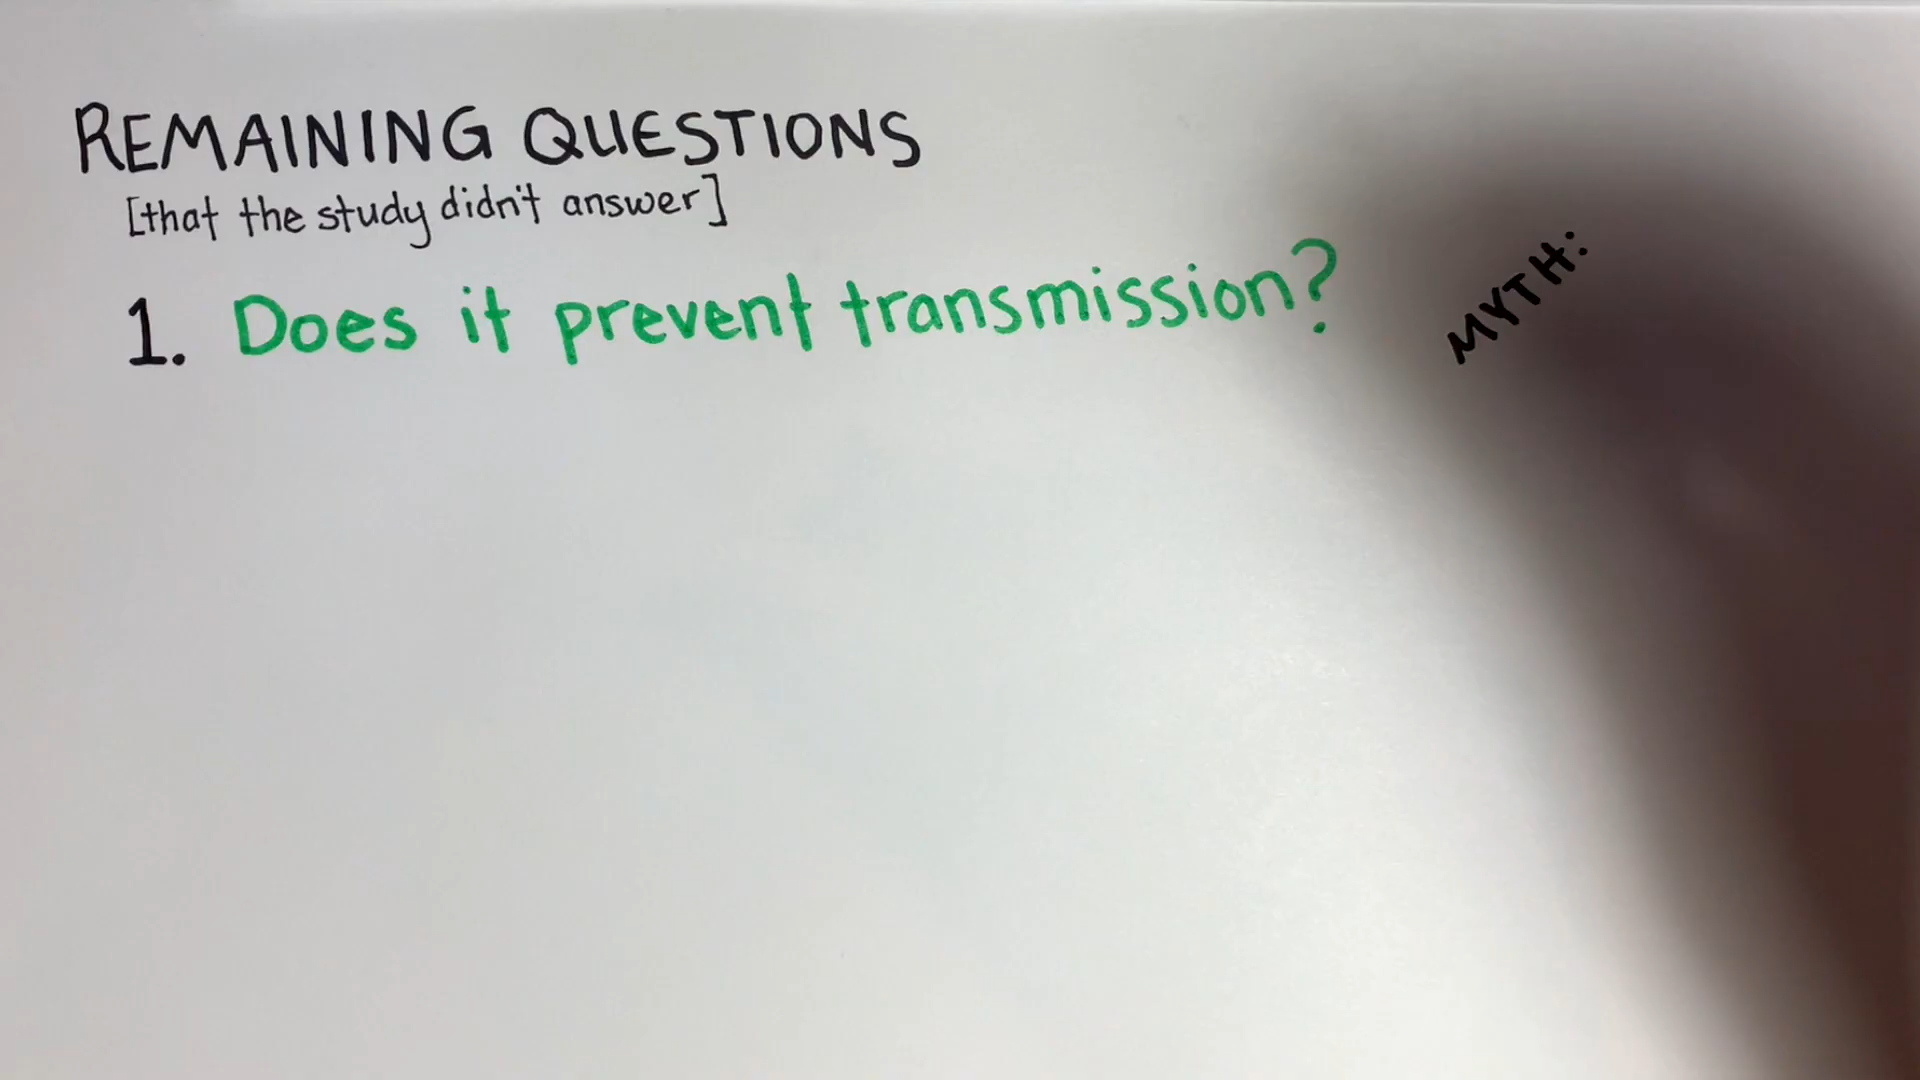 REMAINING QUESTIONS
[that the study didn't answer]
1. Does it prevent transmission?
MYTH: